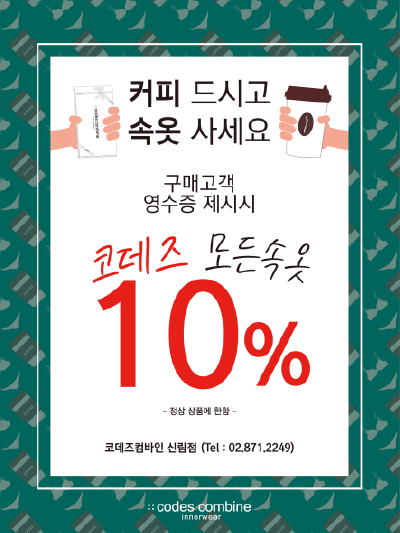 커피 드시고
속옷 사세요
구매고객
영수증 제시시
코데즈 모든속옷
10%
- 정상 상품에 한함 -
코데즈컴바인 신림점 (Tel : 02.871.2249)
::codes combine
innerwear